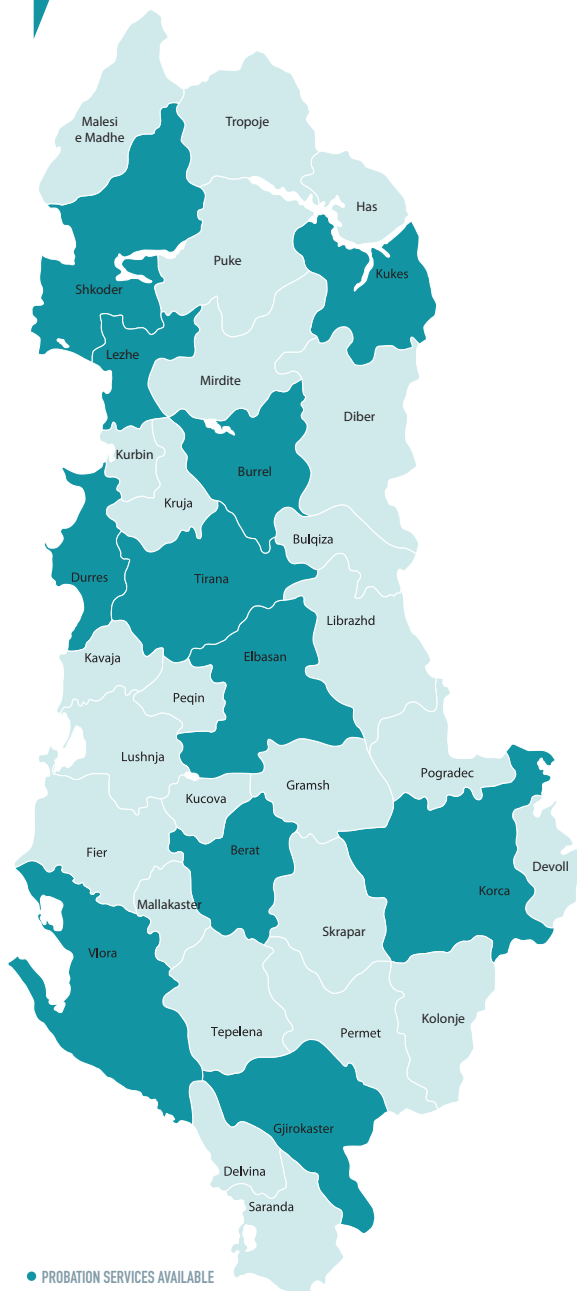 Malesi
e Madhe
Tropoje
Has
Puke
Kukes
Shkoder
Lezhe
Mirdite
Diber
Kurbin
Burrel
Kruja
Bulqiza
Durres
Tirana
Librazhd
Kavaja
Elbasan
Peqin
Lushnja
Pogradec
Gramsh
Kucova
Fier
Berat
Devoll
Korca
Mallakaster
Skrapar
Vlora
Kolonje
Tepelena
Permet
Gjirokaster
Delvina
Saranda
PROBATION SERVICES AVAILABLE